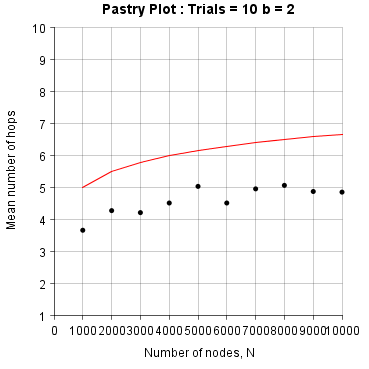 Pastry Plot : Trials = 10 b = 2
10
9
8
7
6
5
4
3
2
1
Mean number of hops
0 1000 2000 3000 4000 5000 6000 7000 8000 9000 10000
Number of nodes, N